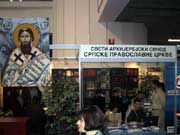 СВЕТИ АРХИЈЕРЕЈСКИ СИНОД
СРПСКЕ ПРАВОСЛАВНЕ ЦРКВЕ